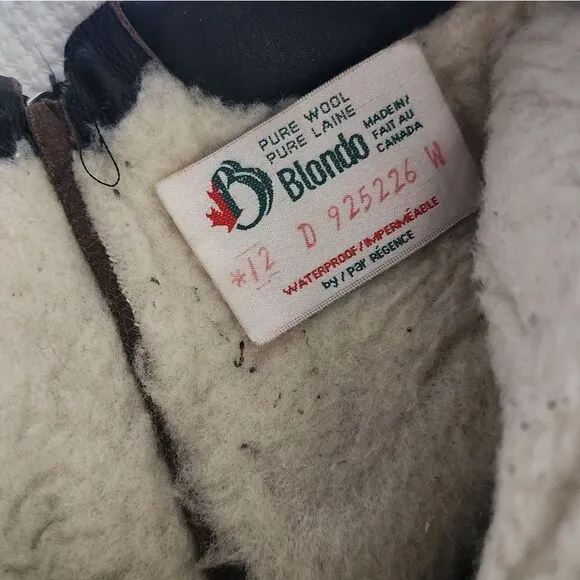 PURE WOOL
PURE LAINE
B Blondo
MADE IN/
FAIT AU
CANADA
*12 D 925226 W
WATERPROOF/IMPERMÉABLE
by/par RÉGENCE